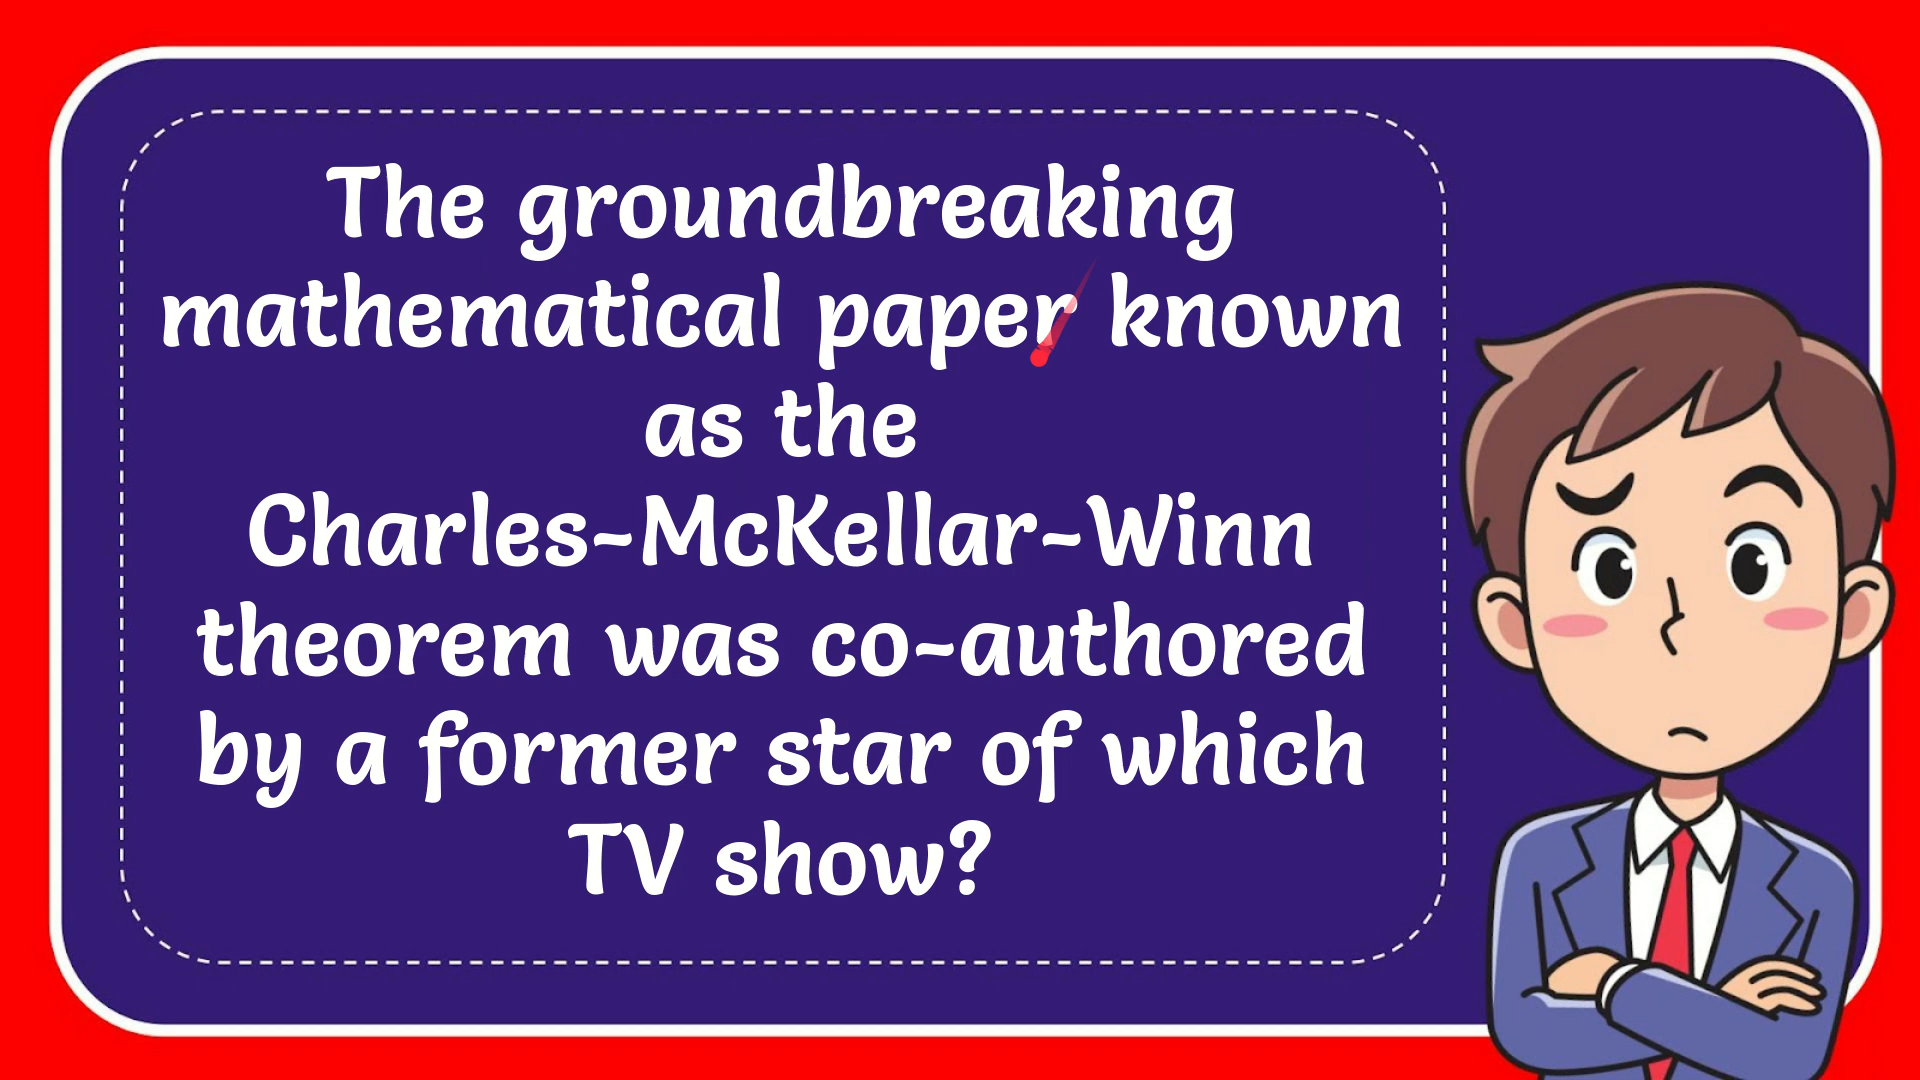 The groundbreaking
mathematical paper known
as the
Charles-McKellar-Winn
theorem was co-authored
by a former star of which
TV show?